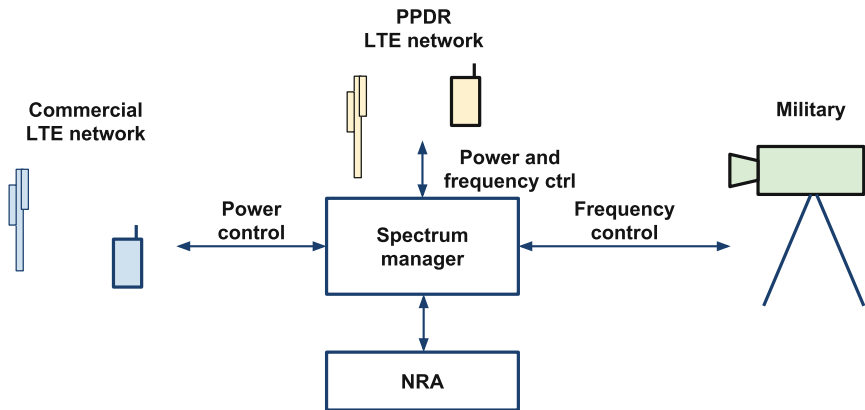 PPDR
LTE network
Commercial
LTE network
Military
Power and
frequency ctrl
Power
control
Spectrum
manager
Frequency
control
NRA